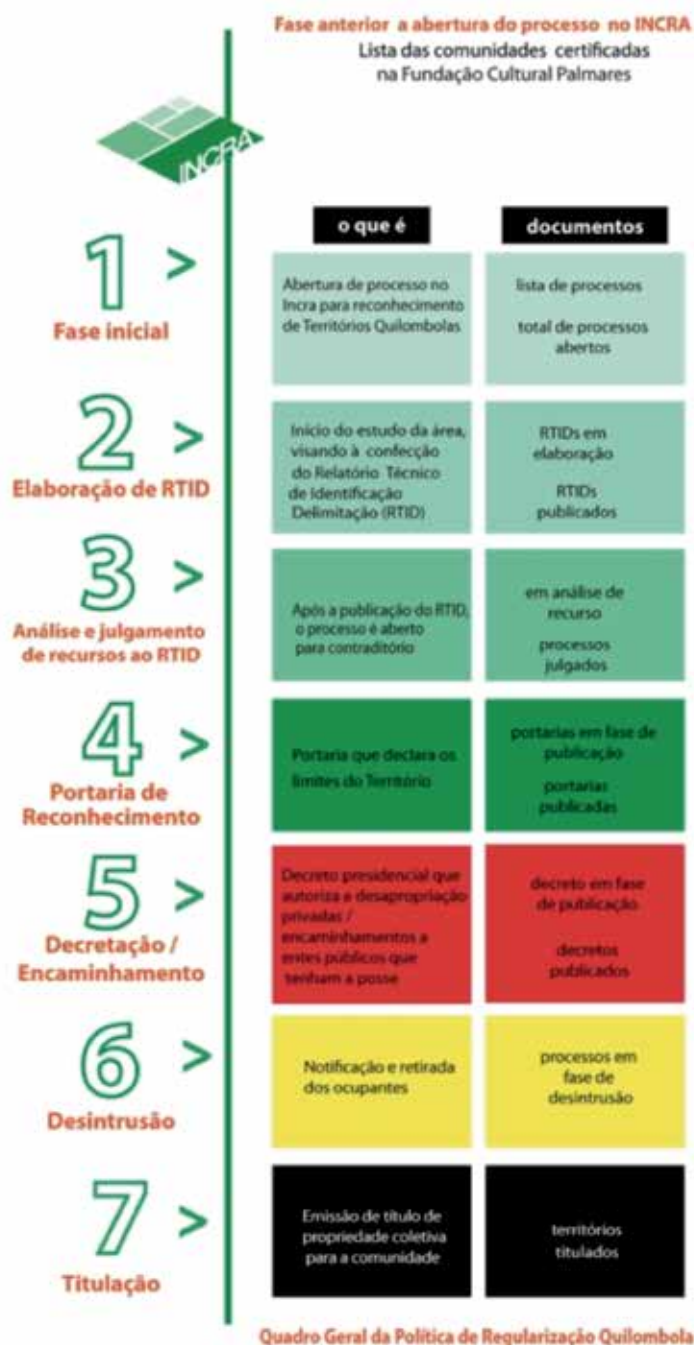 Fase anterior a abertura do processo no INCRA
Lista das comunidades certificadas
na Fundação Cultural Palmares
INCRA
o que é
documentos
1 >
Fase inicial
Abertura de processo no
Incra para reconhecimento
de Territórios Quilombolas
lista de processos
total de processos
abertos
2 >
Elaboração de RTID
Início do estudo da área,
visando à confecção
do Relatório Técnico
de Identificação
Delimitação (RTID)
RTIDs em
elaboração
RTIDs
publicados
3 >
Análise e julgamento
de recursos ao RTID
Após a publicação do RTID,
o processo é aberto
para contraditório
em análise de
recurso
processos
julgados
4 >
Portaria de
Reconhecimento
Portaria que declara os
limites do Território
portarias em fase de
publicação
portarias
publicadas
5 >
Decretação /
Encaminhamento
Decreto presidencial que
autoriza a desapropriação
privadas /
encaminhamentos a
entes públicos que
tenham a posse
decreto em fase
de publicação
decretos
publicados
6 >
Desintrusão
Notificação e retirada
dos ocupantes
processos em
fase de
desintrusão
7 >
Titulação
Emissão de título de
propriedade coletiva
para a comunidade
territórios
titulados
Quadro Geral da Política de Regularização Quilombola